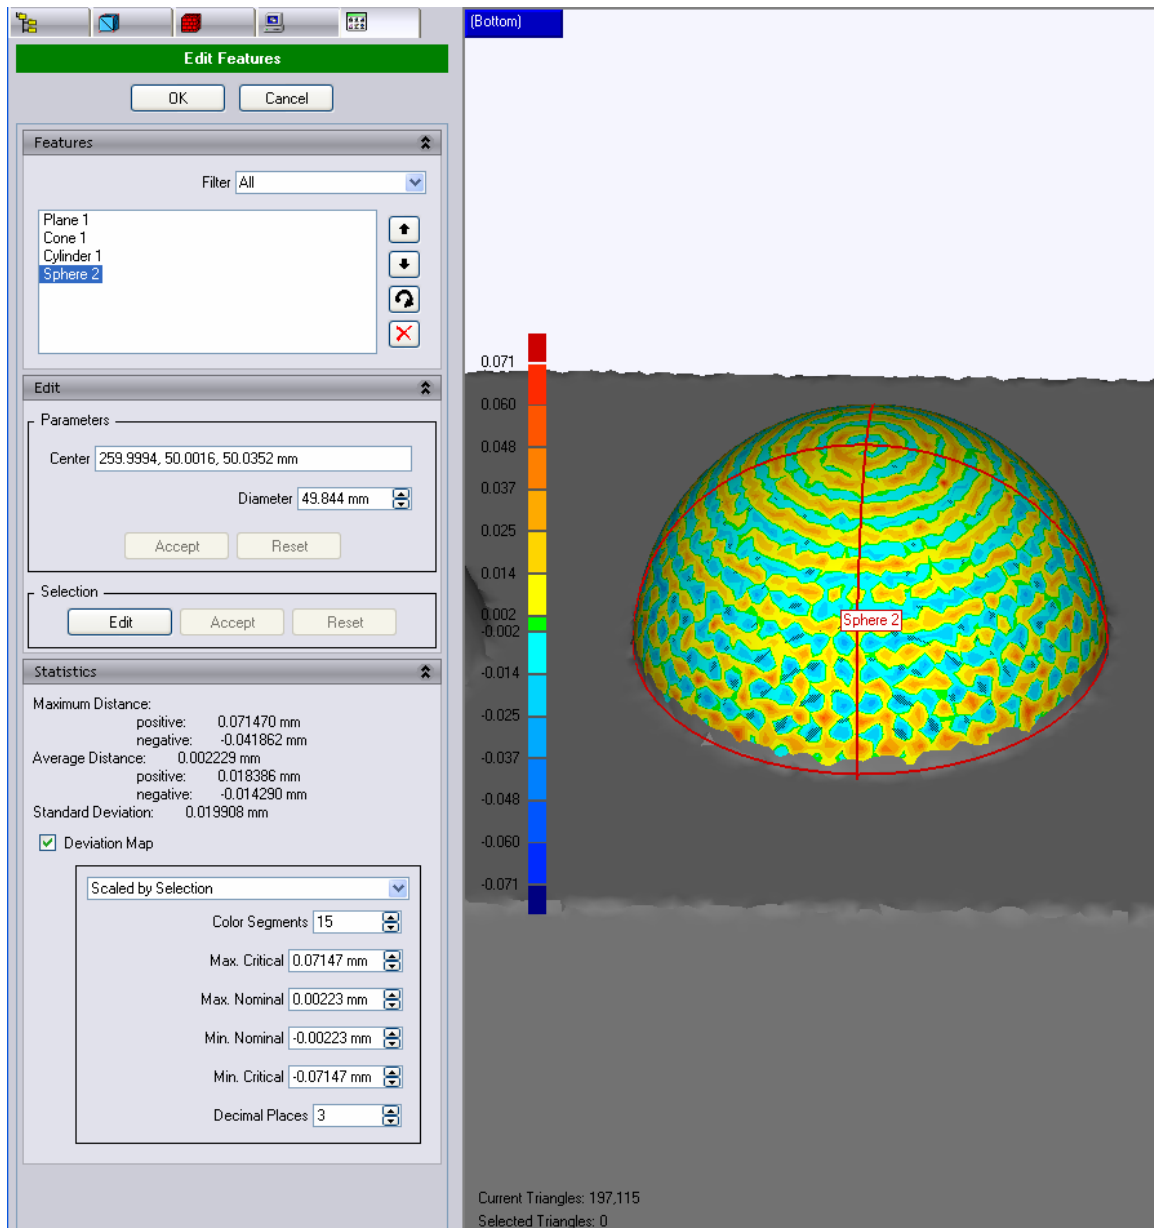 Edit Features
OK Cancel
Features
Filter All
Plane 1
Cone 1
Cylinder 1
Sphere 2
Edit
Parameters
Center 259.9994, 50.0016, 50.0352 mm
Diameter 49.844 mm
Accept Reset
Selection
Edit Accept Reset
Statistics
Maximum Distance:
positive: 0.071470 mm
negative: -0.041862 mm
Average Distance: 0.002229 mm
positive: 0.018386 mm
negative: -0.014290 mm
Standard Deviation: 0.019908 mm
Deviation Map
Scaled by Selection
Color Segments 15
Max. Critical 0.07147 mm
Max. Nominal 0.00223 mm
Min. Nominal -0.00223 mm
Min. Critical -0.07147 mm
Decimal Places 3
(Bottom)
0.071
0.060
0.048
0.037
0.025
0.014
0.002
-0.002
-0.014
-0.025
-0.037
-0.048
-0.060
-0.071
Sphere 2
Current Triangles: 197,115
Selected Triangles: 0